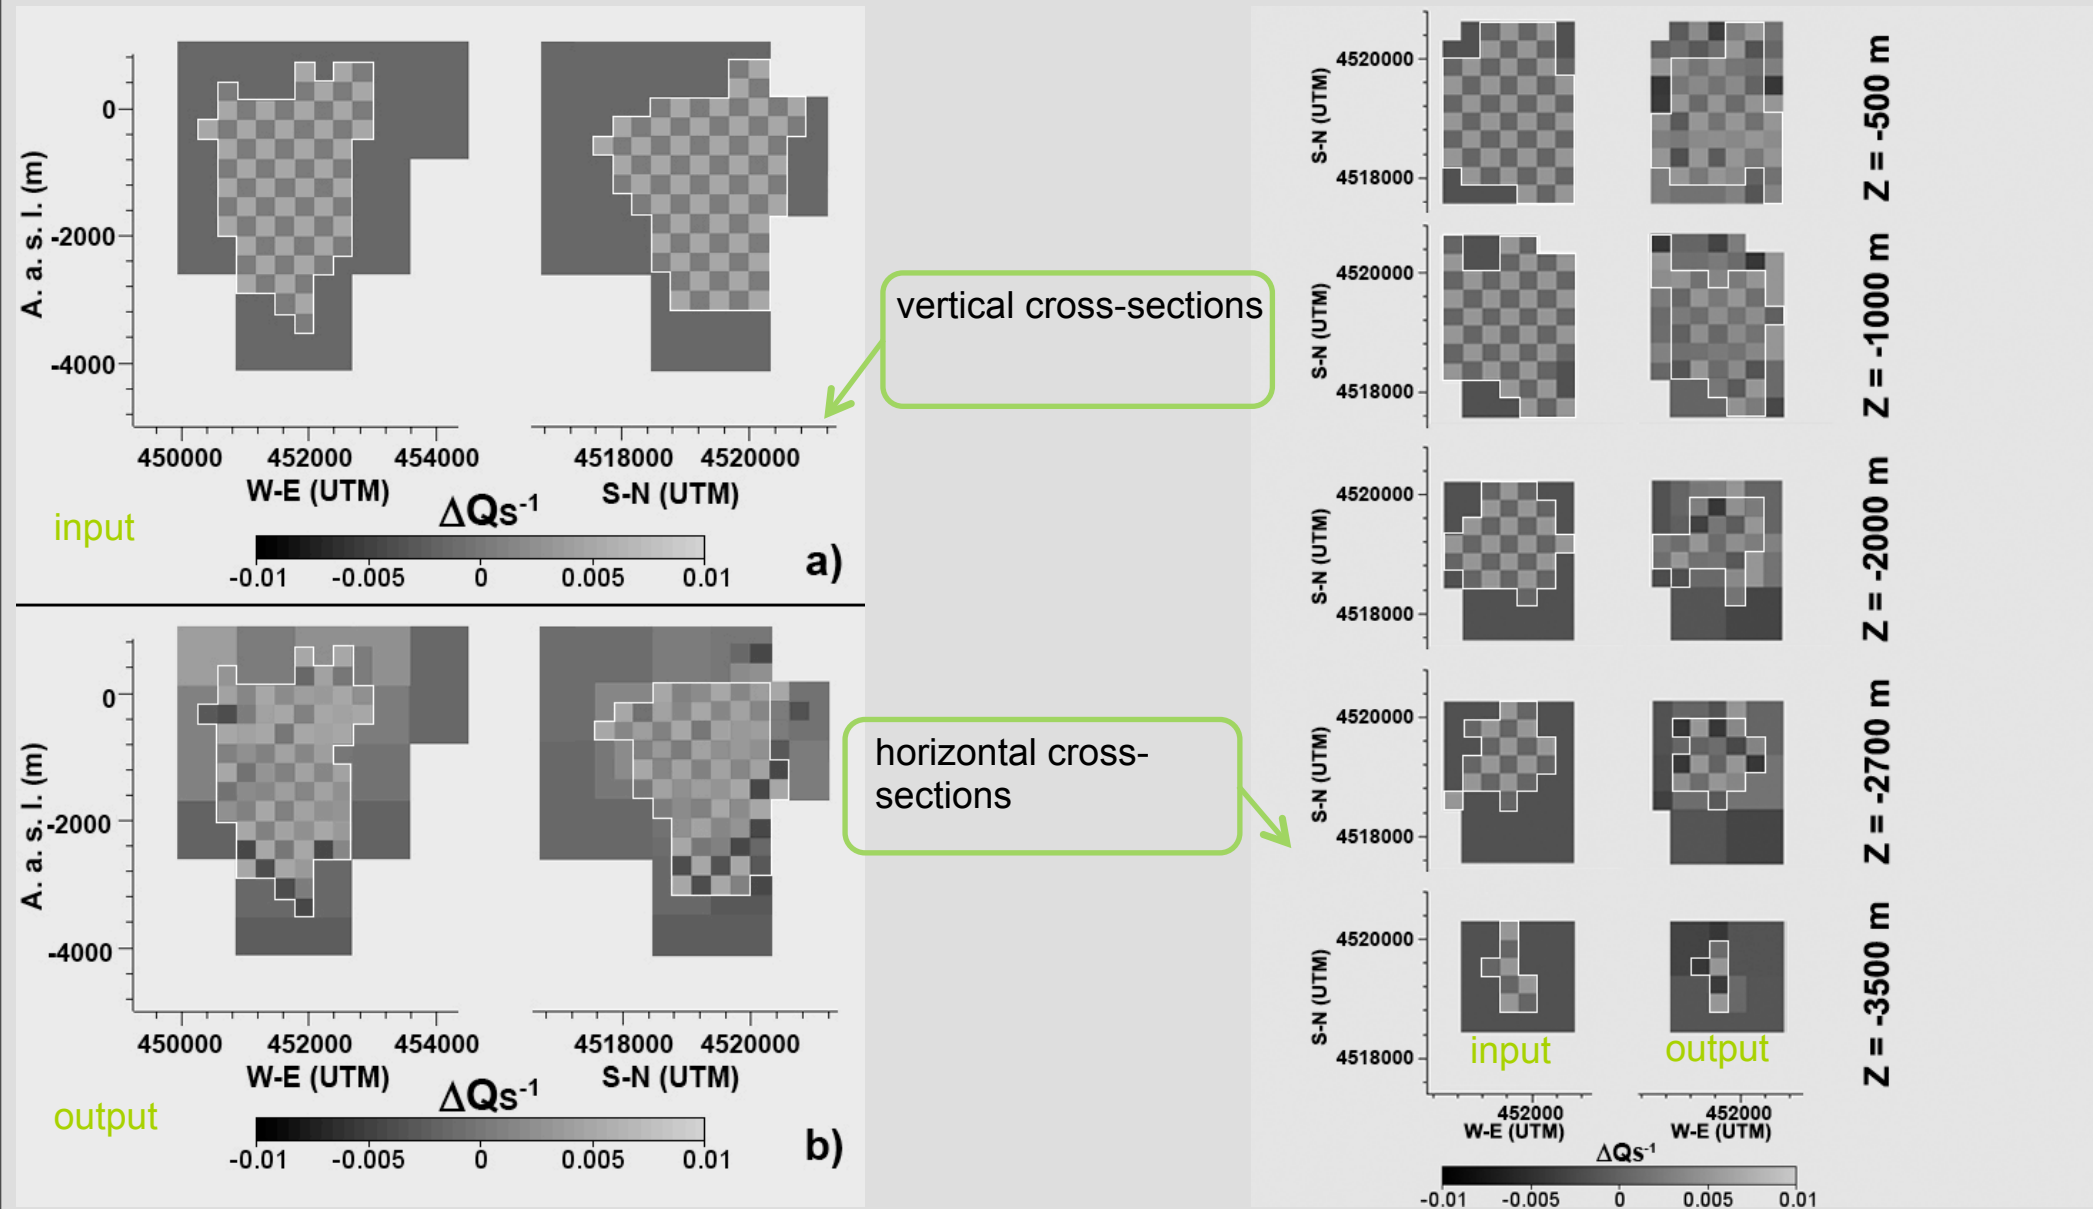 A. a. s. l. (m)
0
-2000
-4000
450000 452000 454000
W-E (UTM)
4518000 4520000
S-N (UTM)
input
ΔQs⁻¹
-0.01 -0.005 0 0.005 0.01
a)
A. a. s. l. (m)
0
-2000
-4000
450000 452000 454000
W-E (UTM)
4518000 4520000
S-N (UTM)
output
ΔQs⁻¹
-0.01 -0.005 0 0.005 0.01
b)
vertical cross-sections
horizontal cross-
sections
S-N (UTM)
4520000
4518000
Z = -500 m
S-N (UTM)
4520000
4518000
Z = -1000 m
S-N (UTM)
4520000
4518000
Z = -2000 m
S-N (UTM)
4520000
4518000
Z = -2700 m
S-N (UTM)
4520000
4518000
Z = -3500 m
input output
452000 452000
W-E (UTM) W-E (UTM)
ΔQs⁻¹
-0.01 -0.005 0 0.005 0.01